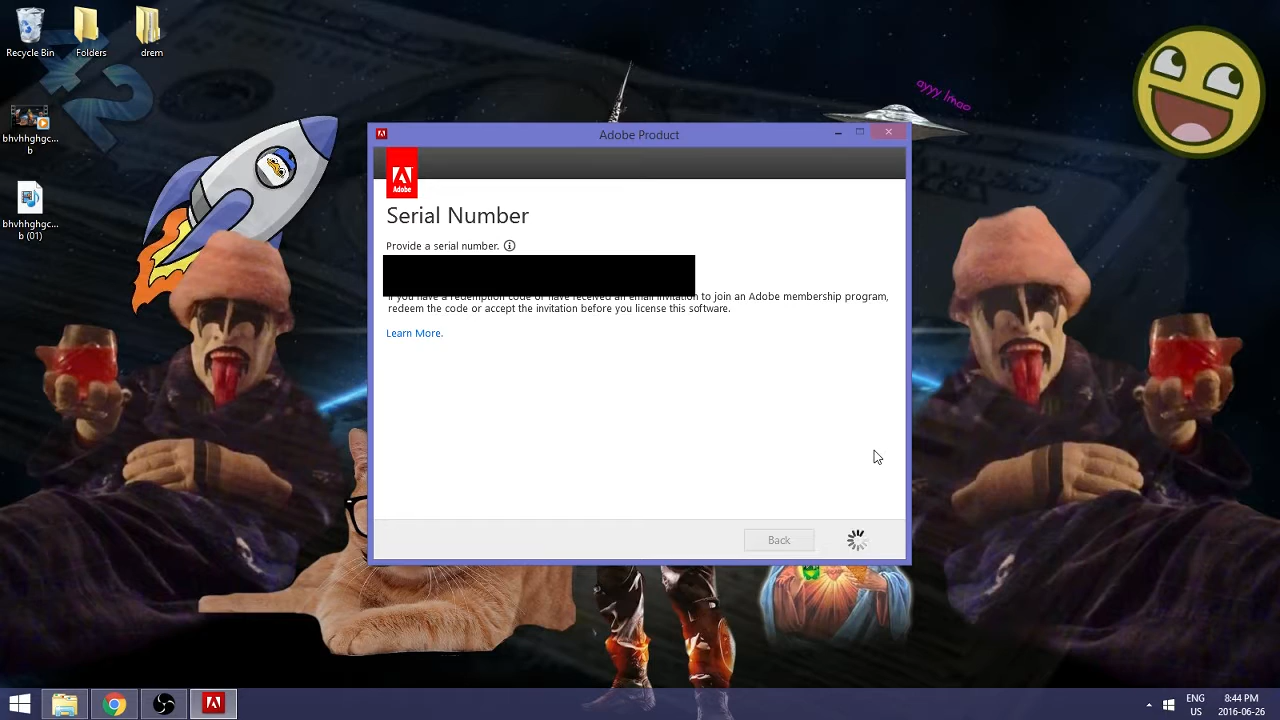 Recycle Bin
Folders
drem
bhvhhghgc...
b
bhvhhghgc...
b (01)
ayyy lmao
Adobe Product
Adobe
Serial Number
Provide a serial number.
If you have a redemption code or have received an email invitation to join an Adobe membership program,
redeem the code or accept the invitation before you license this software.
Learn More.
Back
ENG
US
8:44 PM
2016-06-26